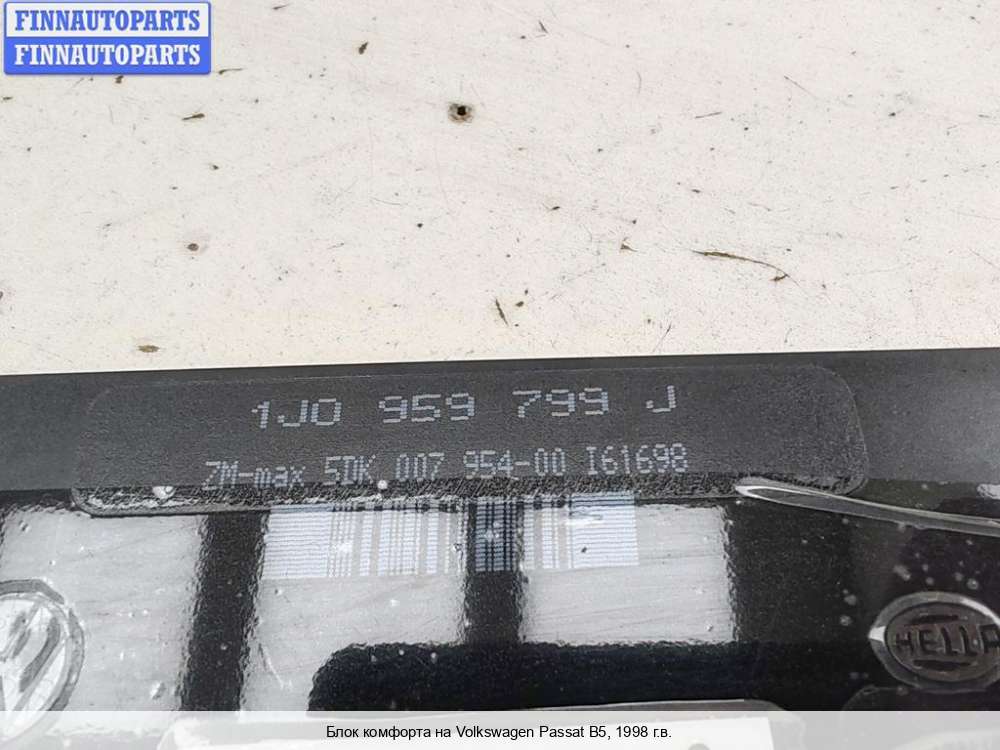 FINNAUTOPARTS
FINNAUTOPARTS
1J0 959 799 J
ZM-max 5DK 007 954-00 I61698
HELLA
Блок комфорта на Volkswagen Passat B5, 1998 г.в.